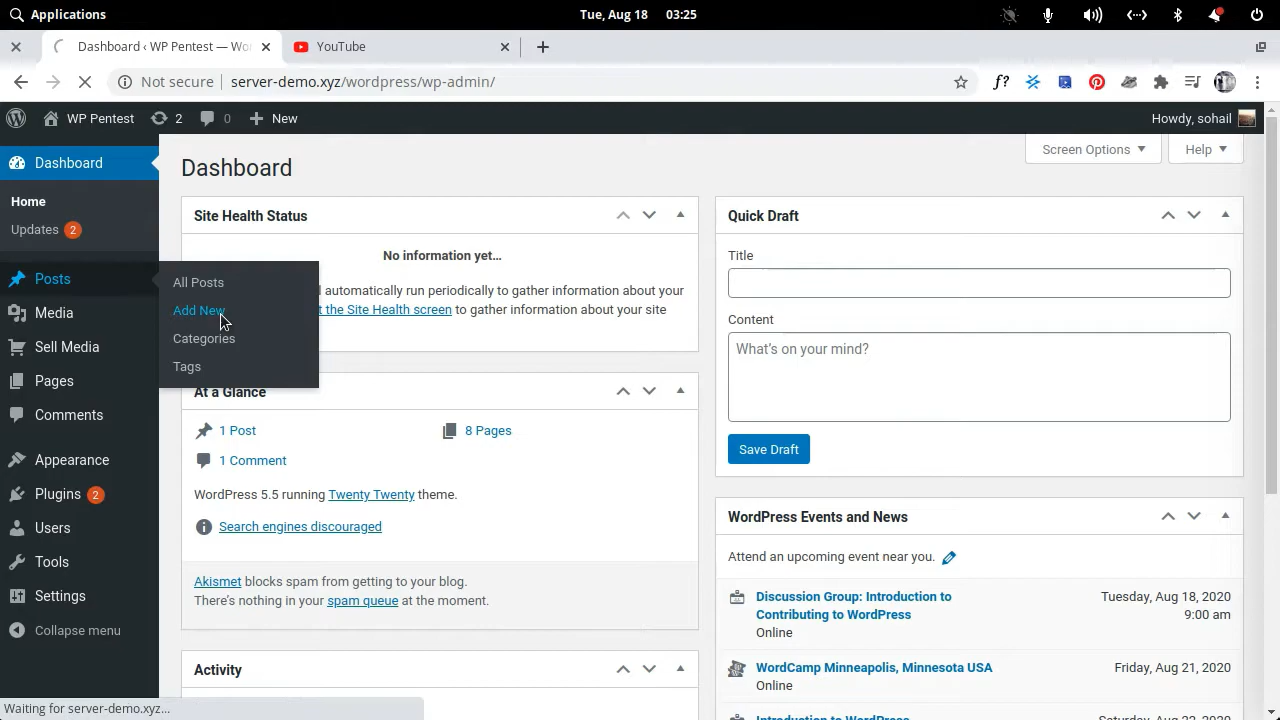 Applications
Tue, Aug 18 03:25
Dashboard ‹ WP Pentest — Wo
YouTube
Not secure server-demo.xyz/wordpress/wp-admin/
f?
WP Pentest 2 0 New
Howdy, sohail
Dashboard
Home
Updates 2
Posts
Media
Sell Media
Pages
Comments
Appearance
Plugins 2
Users
Tools
Settings
Collapse menu
All Posts
Add New
Categories
Tags
Screen Options
Help
Dashboard
Site Health Status
No information yet…
automatically run periodically to gather information about your
t the Site Health screen to gather information about your site
At a Glance
1 Post
8 Pages
1 Comment
WordPress 5.5 running Twenty Twenty theme.
Search engines discouraged
Akismet blocks spam from getting to your blog.
There’s nothing in your spam queue at the moment.
Activity
Quick Draft
Title
Content
What’s on your mind?
Save Draft
WordPress Events and News
Attend an upcoming event near you.
Discussion Group: Introduction to
Contributing to WordPress
Online
Tuesday, Aug 18, 2020
9:00 am
WordCamp Minneapolis, Minnesota USA
Online
Friday, Aug 21, 2020
Introduction to WordPress
Saturday, Aug 22, 2020
Waiting for server-demo.xyz...